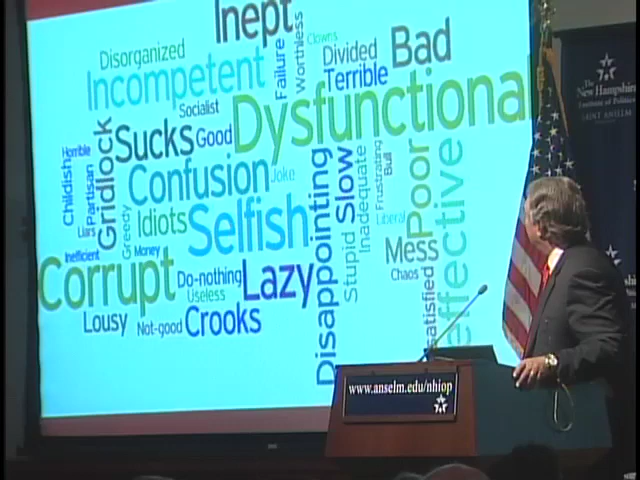 Inept
Clowns
Worthless
Failure
Disorganized
Divided
Bad
Incompetent
Terrible
Socialist
Dysfunctional
Sucks
Good
Gridlock
Horrible
Childish
Partisan
Liars
Greedy
Confusion
Joke
Idiots
Selfish
Disappointing
Stupid
Slow
Inadequate
Frustrating
Bull
Liberal
Poor
effective
Mess
Chaos
satisfied
Inefficient
Money
Corrupt
Do-nothing
Useless
Lazy
Lousy
Not-good
Crooks
The
New Hampshire
Institute of Politics
SAINT ANSELM
www.anselm.edu/nhiop